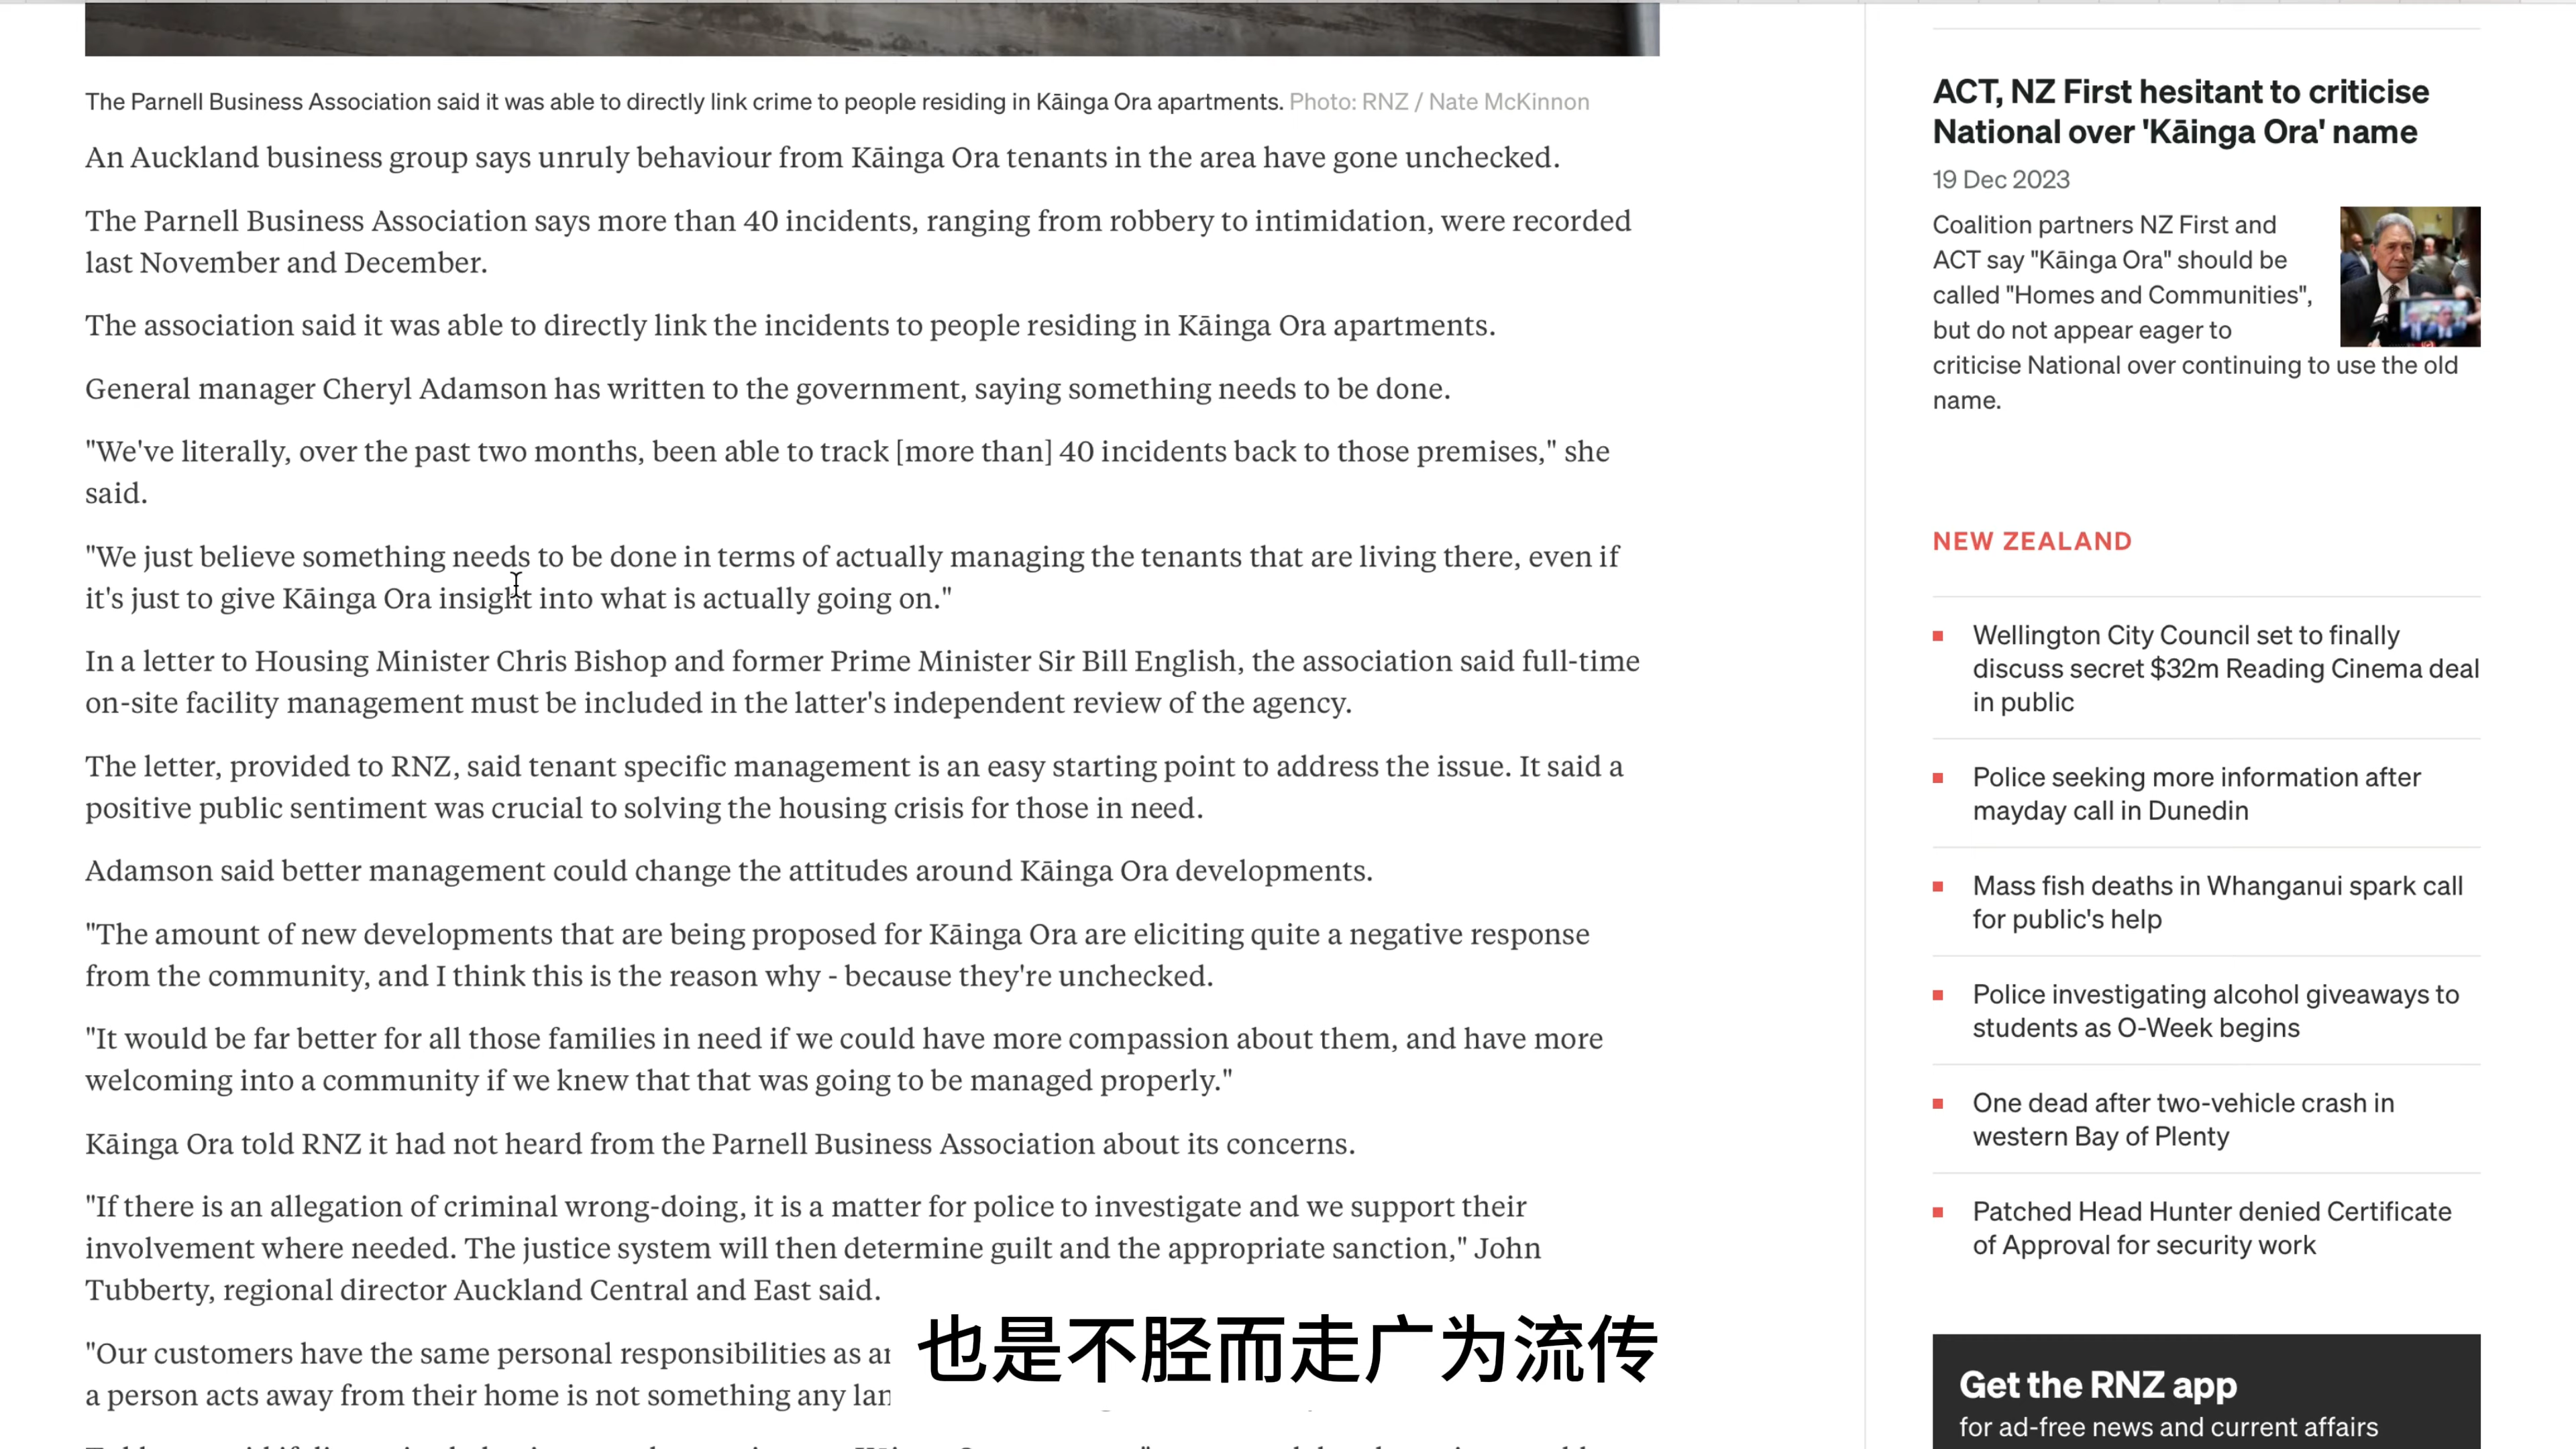 The Parnell Business Association said it was able to directly link crime to people residing in Kāinga Ora apartments. Photo: RNZ / Nate McKinnon
An Auckland business group says unruly behaviour from Kāinga Ora tenants in the area have gone unchecked.
The Parnell Business Association says more than 40 incidents, ranging from robbery to intimidation, were recorded
last November and December.
The association said it was able to directly link the incidents to people residing in Kāinga Ora apartments.
General manager Cheryl Adamson has written to the government, saying something needs to be done.
"We've literally, over the past two months, been able to track [more than] 40 incidents back to those premises," she
said.
"We just believe something needs to be done in terms of actually managing the tenants that are living there, even if
it's just to give Kāinga Ora insight into what is actually going on."
In a letter to Housing Minister Chris Bishop and former Prime Minister Sir Bill English, the association said full-time
on-site facility management must be included in the latter's independent review of the agency.
The letter, provided to RNZ, said tenant specific management is an easy starting point to address the issue. It said a
positive public sentiment was crucial to solving the housing crisis for those in need.
Adamson said better management could change the attitudes around Kāinga Ora developments.
"The amount of new developments that are being proposed for Kāinga Ora are eliciting quite a negative response
from the community, and I think this is the reason why - because they're unchecked.
"It would be far better for all those families in need if we could have more compassion about them, and have more
welcoming into a community if we knew that that was going to be managed properly."
Kāinga Ora told RNZ it had not heard from the Parnell Business Association about its concerns.
"If there is an allegation of criminal wrong-doing, it is a matter for police to investigate and we support their
involvement where needed. The justice system will then determine guilt and the appropriate sanction," John
Tubberty, regional director Auckland Central and East said.
"Our customers have the same personal responsibilities as
a person acts away from their home is not something any
也是不胫而走广为流传
ACT, NZ First hesitant to criticise
National over 'Kāinga Ora' name
19 Dec 2023
Coalition partners NZ First and
ACT say "Kāinga Ora" should be
called "Homes and Communities",
but do not appear eager to
criticise National over continuing to use the old
name.
NEW ZEALAND
Wellington City Council set to finally
discuss secret $32m Reading Cinema deal
in public
Police seeking more information after
mayday call in Dunedin
Mass fish deaths in Whanganui spark call
for public's help
Police investigating alcohol giveaways to
students as O-Week begins
One dead after two-vehicle crash in
western Bay of Plenty
Patched Head Hunter denied Certificate
of Approval for security work
Get the RNZ app
for ad-free news and current affairs